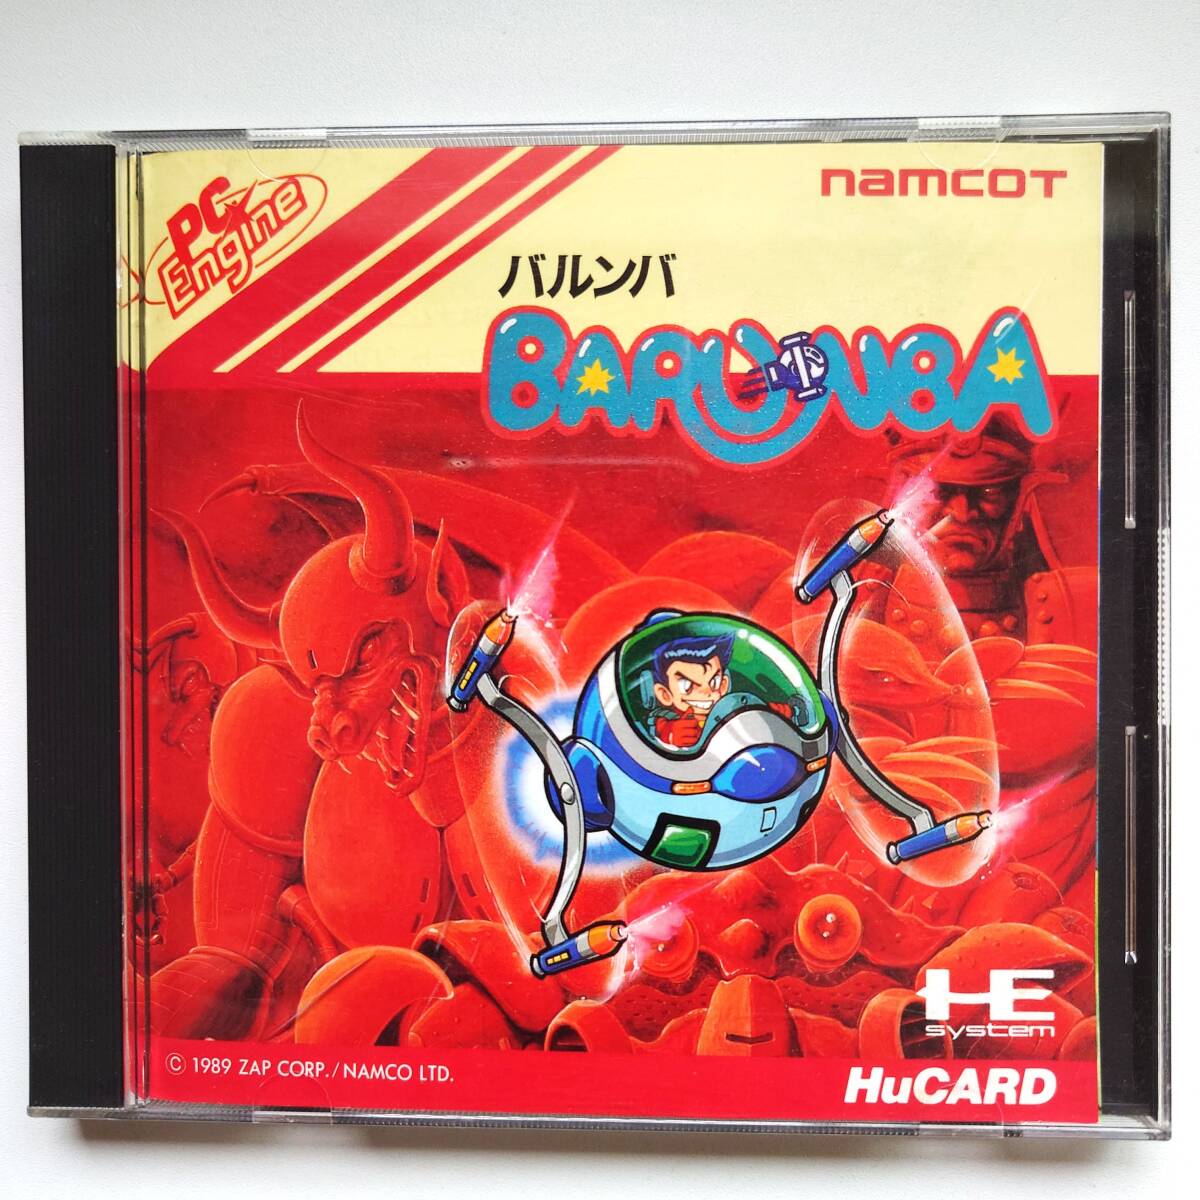 PC Engine
namcot
バルンバ
BARUNBA
HE
system
© 1989 ZAP CORP./NAMCO LTD.
HuCARD